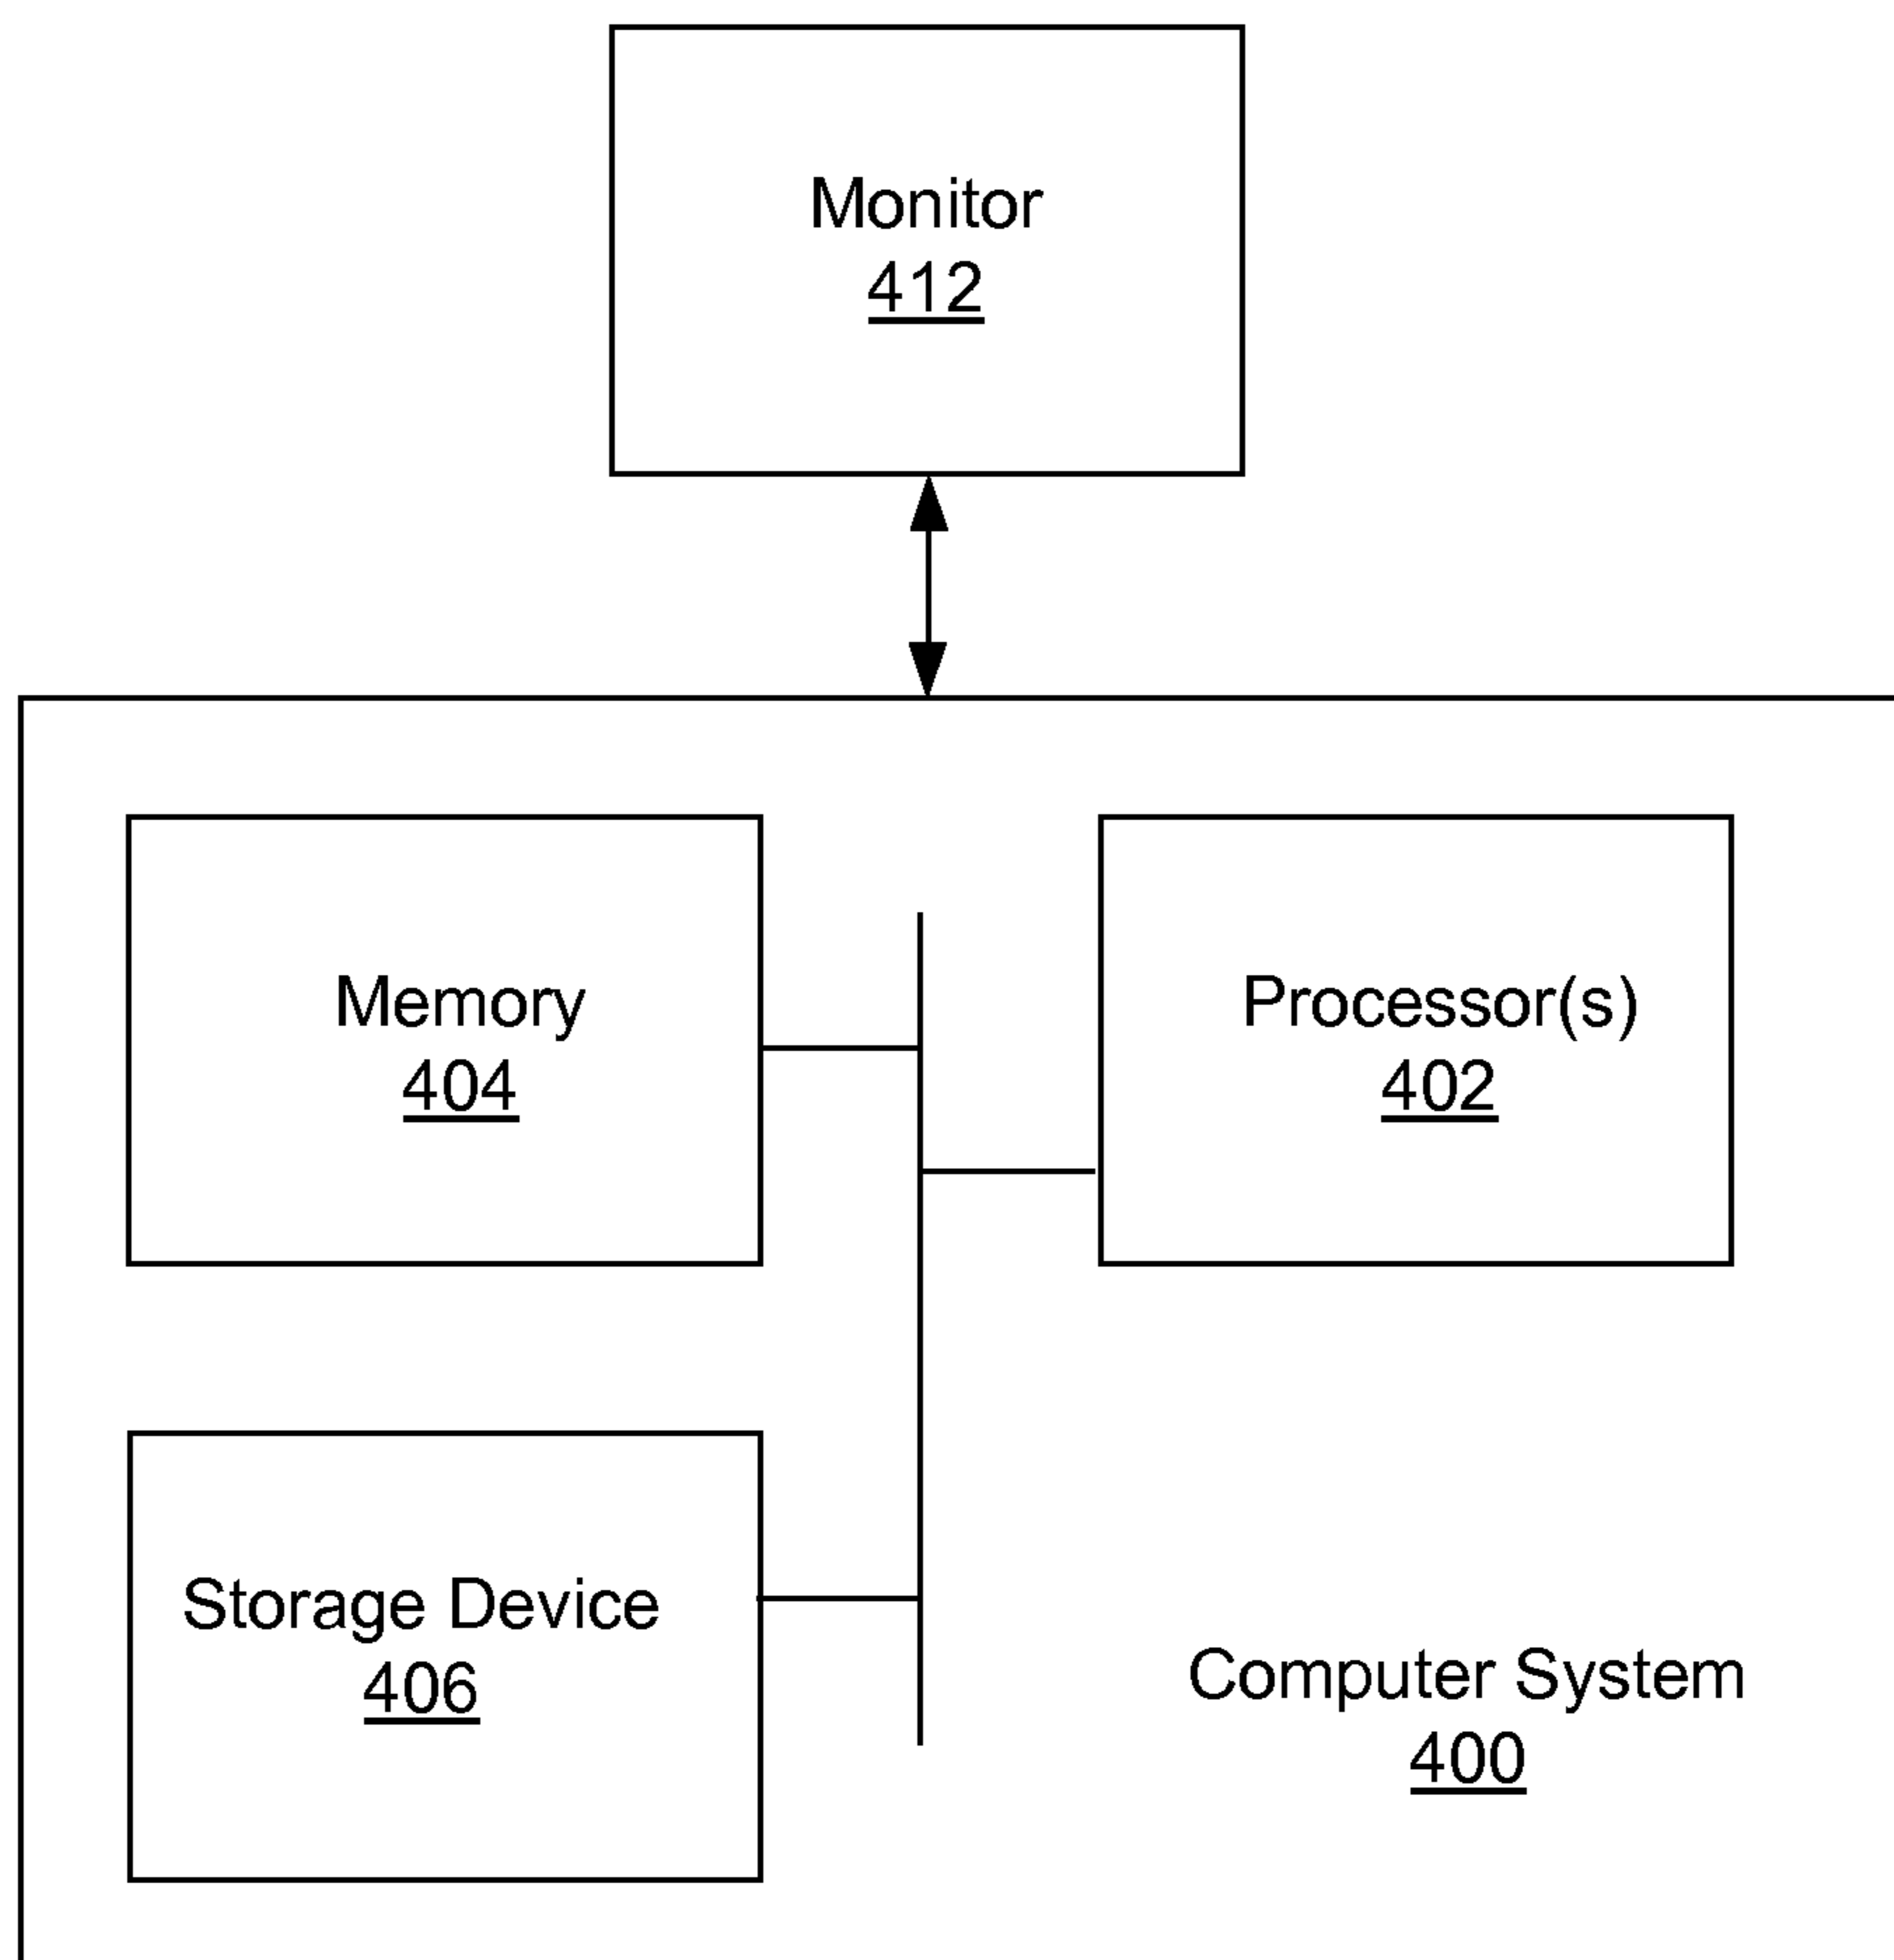 Monitor
412
Memory
404
Processor(s)
402
Storage Device
406
Computer System
400